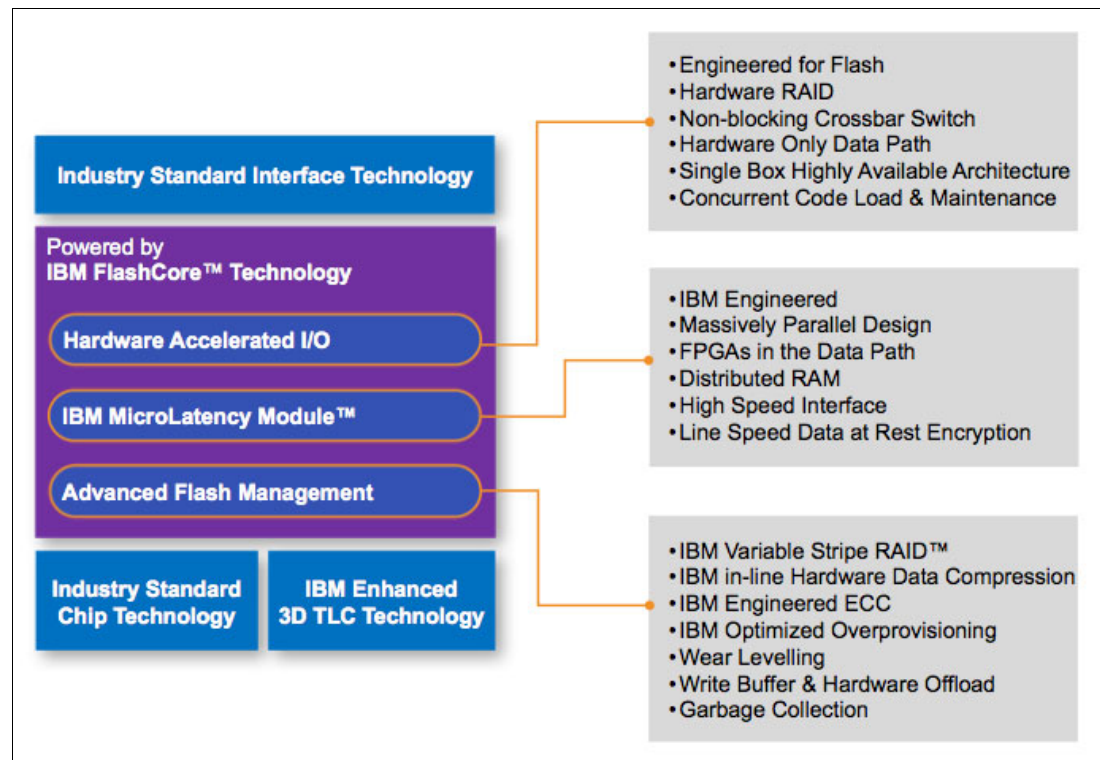 Industry Standard Interface Technology
Powered by
IBM FlashCore™ Technology
Hardware Accelerated I/O
IBM MicroLatency Module™
Advanced Flash Management
Industry Standard
Chip Technology
IBM Enhanced
3D TLC Technology
•Engineered for Flash
•Hardware RAID
•Non-blocking Crossbar Switch
•Hardware Only Data Path
•Single Box Highly Available Architecture
•Concurrent Code Load & Maintenance
•IBM Engineered
•Massively Parallel Design
•FPGAs in the Data Path
•Distributed RAM
•High Speed Interface
•Line Speed Data at Rest Encryption
•IBM Variable Stripe RAID™
•IBM in-line Hardware Data Compression
•IBM Engineered ECC
•IBM Optimized Overprovisioning
•Wear Levelling
•Write Buffer & Hardware Offload
•Garbage Collection